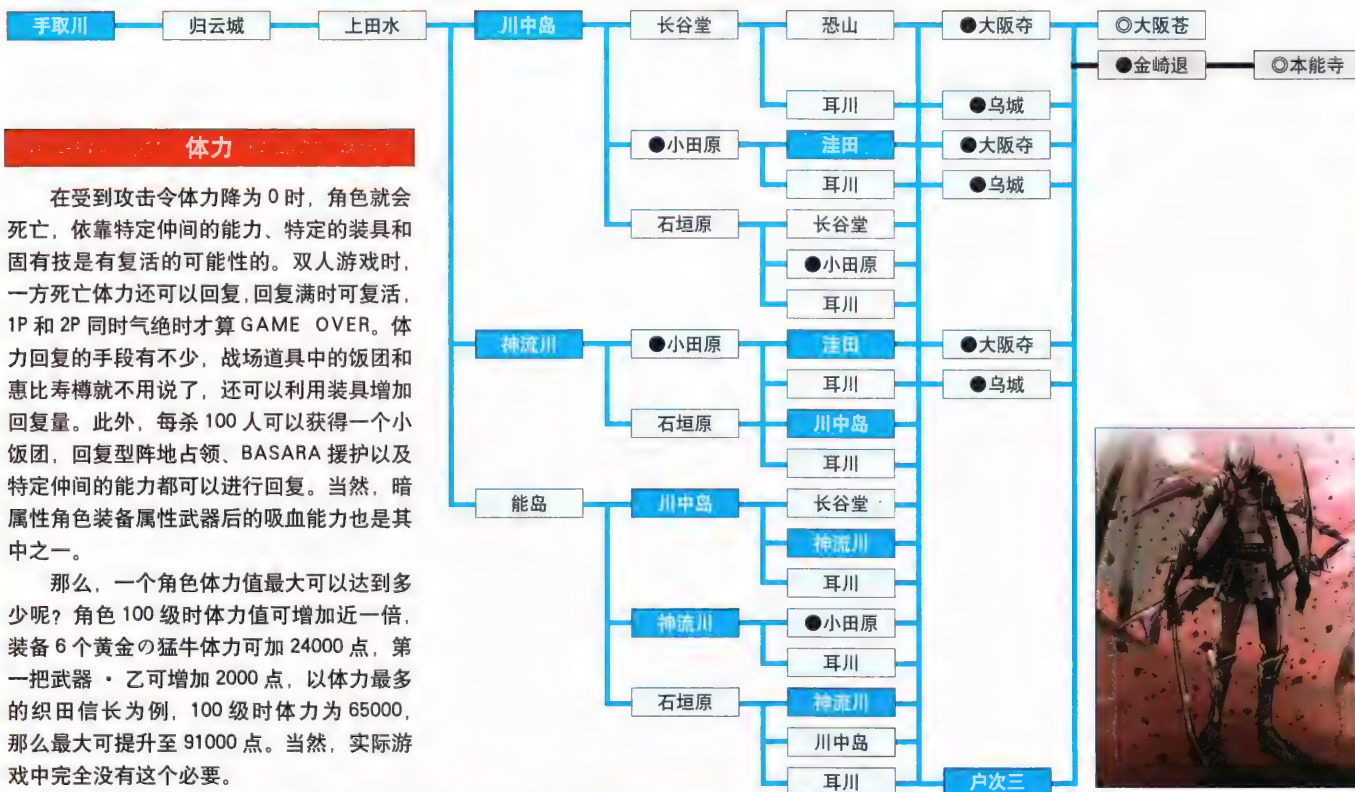 手取川 归云城 上田水 川中岛 长谷堂 恐山 ●大阪夺 ◎大阪苍
●金崎退 ◎本能寺
耳川 ●乌城
●小田原 洼田 ●大阪夺
耳川 ●乌城
石垣原 长谷堂
●小田原
耳川
神流川 ●小田原 洼田 ●大阪夺
耳川 ●乌城
石垣原 川中岛
耳川
能岛 川中岛 长谷堂
神流川
耳川
神流川 ●小田原
耳川
石垣原 神流川
川中岛
耳川 户次三
体力
在受到攻击令体力降为0时，角色就会
死亡，依靠特定仲间的能力、特定的装具和
固有技是有复活的可能性的。双人游戏时，
一方死亡体力还可以回复，回复满时可复活，
1P和2P同时气绝时才算GAME OVER。体
力回复的手段有不少，战场道具中的饭团和
惠比寿樽就不用说了，还可以利用装具增加
回复量。此外，每杀100人可以获得一个小
饭团，回复型阵地占领、BASARA援护以及
特定仲间的能力都可以进行回复。当然，暗
属性角色装备属性武器后的吸血能力也是其
中之一。
那么，一个角色体力值最大可以达到多
少呢？角色100级时体力值可增加近一倍，
装备6个黄金の猛牛体力可加24000点，第
一把武器·乙可增加2000点，以体力最多
的织田信长为例，100级时体力为65000，
那么最大可提升至91000点。当然，实际游
戏中完全没有这个必要。